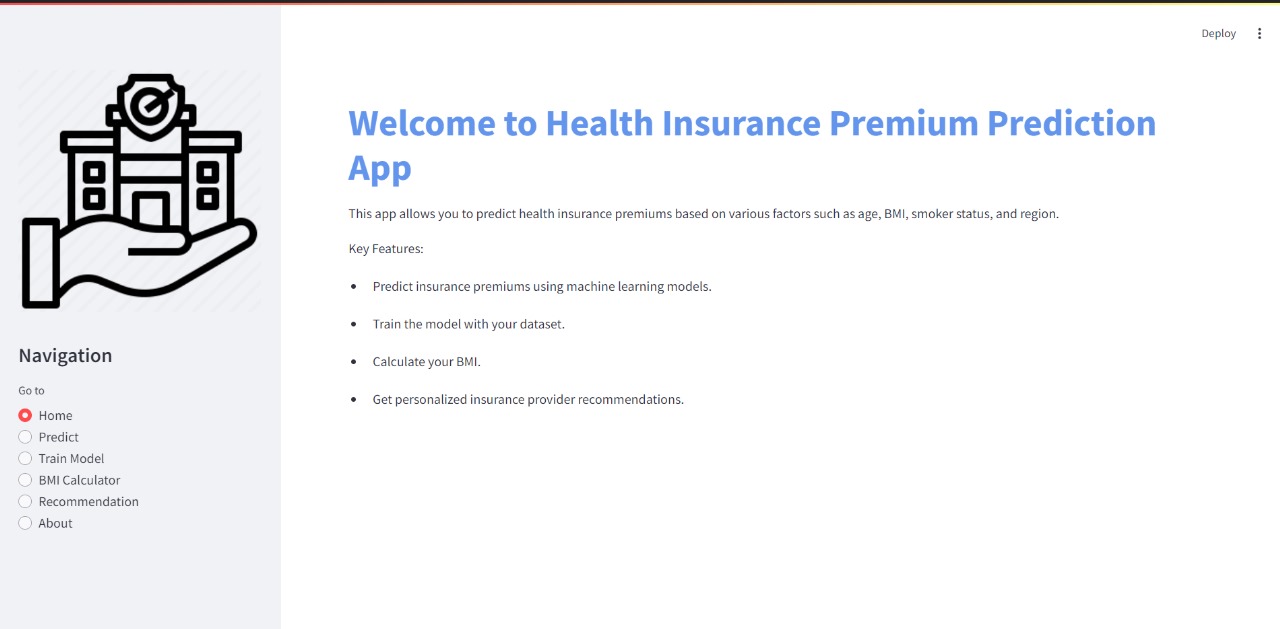 Deploy
Welcome to Health Insurance Premium Prediction
App
This app allows you to predict health insurance premiums based on various factors such as age, BMI, smoker status, and region.
Key Features:
Predict insurance premiums using machine learning models.
Train the model with your dataset.
Calculate your BMI.
Get personalized insurance provider recommendations.
Navigation
Go to
Home
Predict
Train Model
BMI Calculator
Recommendation
About